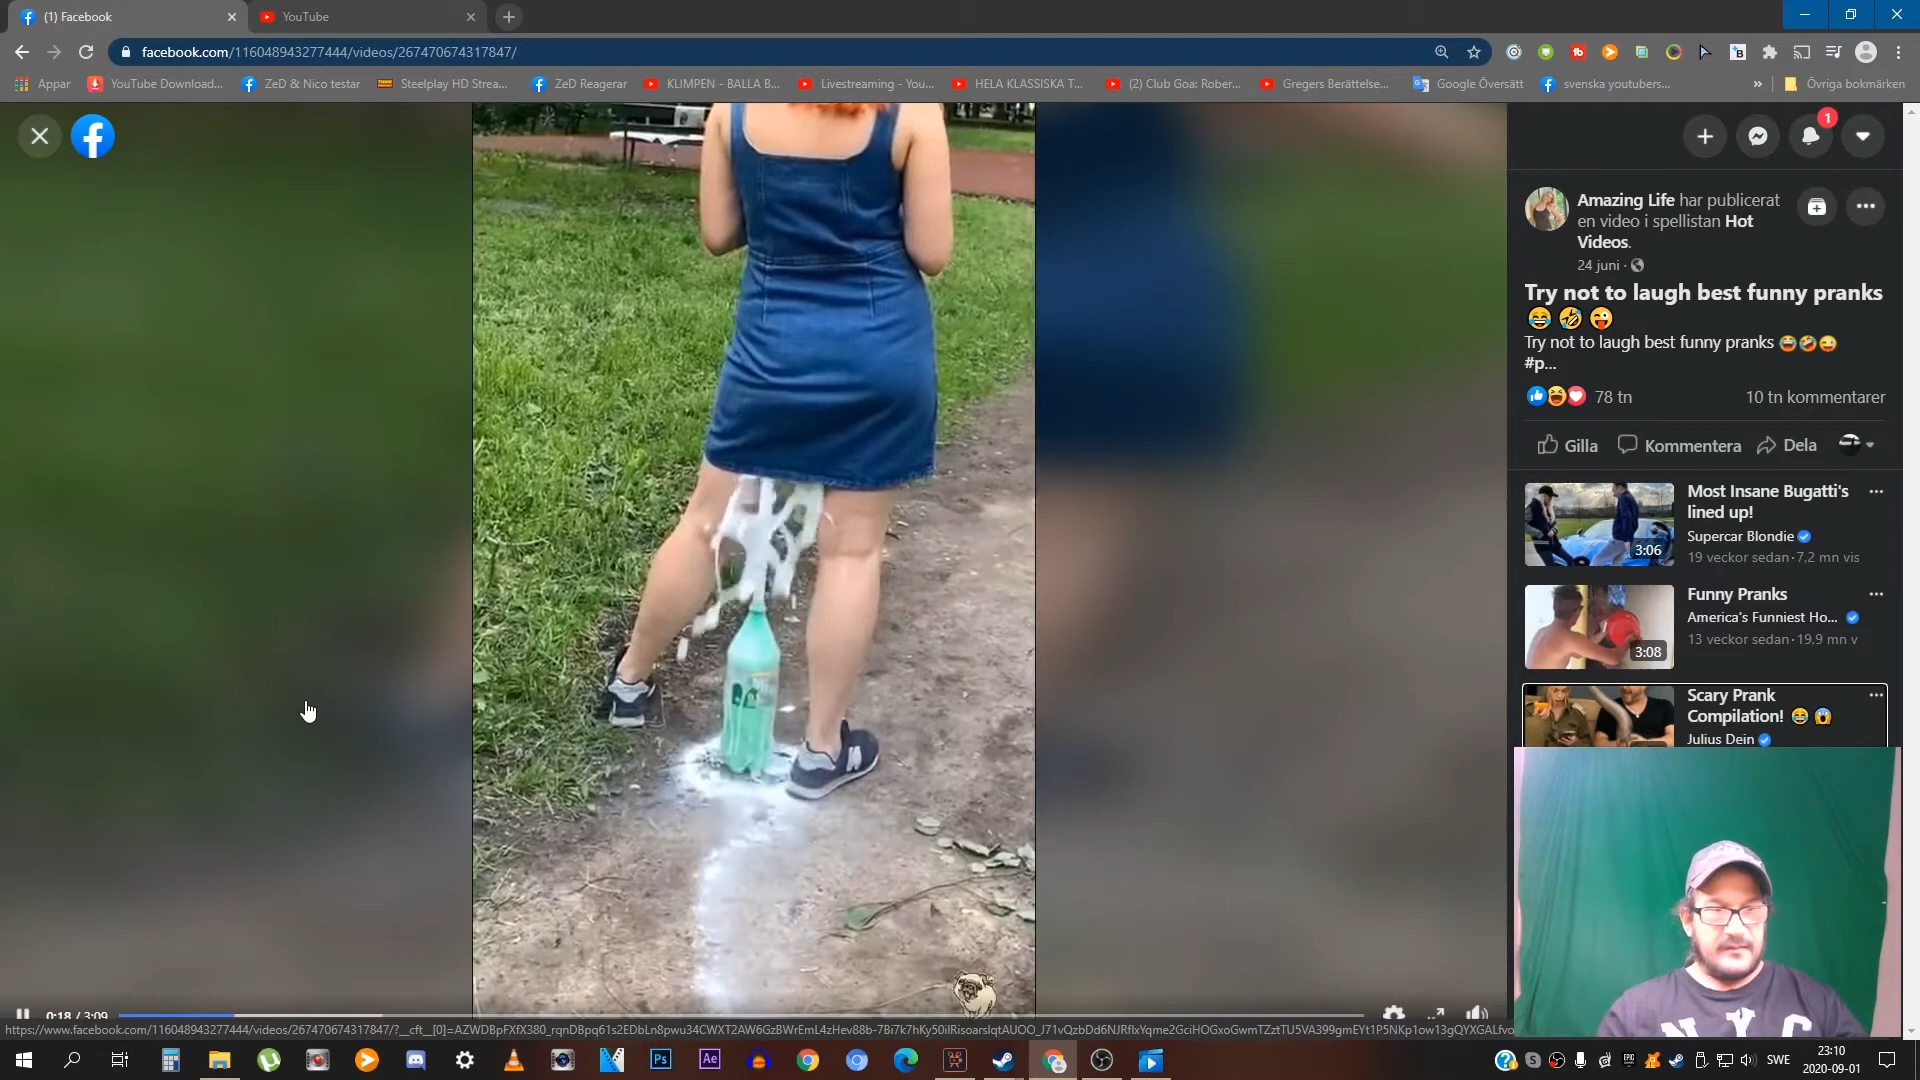 (1) Facebook
YouTube
facebook.com/116048943277444/videos/267470674317847/
Appar
YouTube Download...
ZeD & Nico testar
Steelplay HD Strea...
ZeD Reagerar
KLIMPEN - BALLA B...
Livestreaming - You...
HELA KLASSISKA T...
(2) Club Goa: Rober...
Gregers Berättelse...
Google Översätt
svenska youtubers...
»
Övriga bokmärken
1
Amazing Life har publicerat
en video i spellistan Hot
Videos.
24 juni ·
Try not to laugh best funny pranks
😂 🤣 😜
Try not to laugh best funny pranks 😂🤣😜
#p...
78 tn
10 tn kommentarer
Gilla
Kommentera
Dela
Most Insane Bugatti's
lined up!
Supercar Blondie
19 veckor sedan · 7,2 mn vis
3:06
Funny Pranks
America's Funniest Ho...
13 veckor sedan · 19,9 mn v
3:08
Scary Prank
Compilation! 😂 😱
Julius Dein
N.Y.C
0:18 / 3:09
Ps
Ae
SWE
23:10
2020-09-01